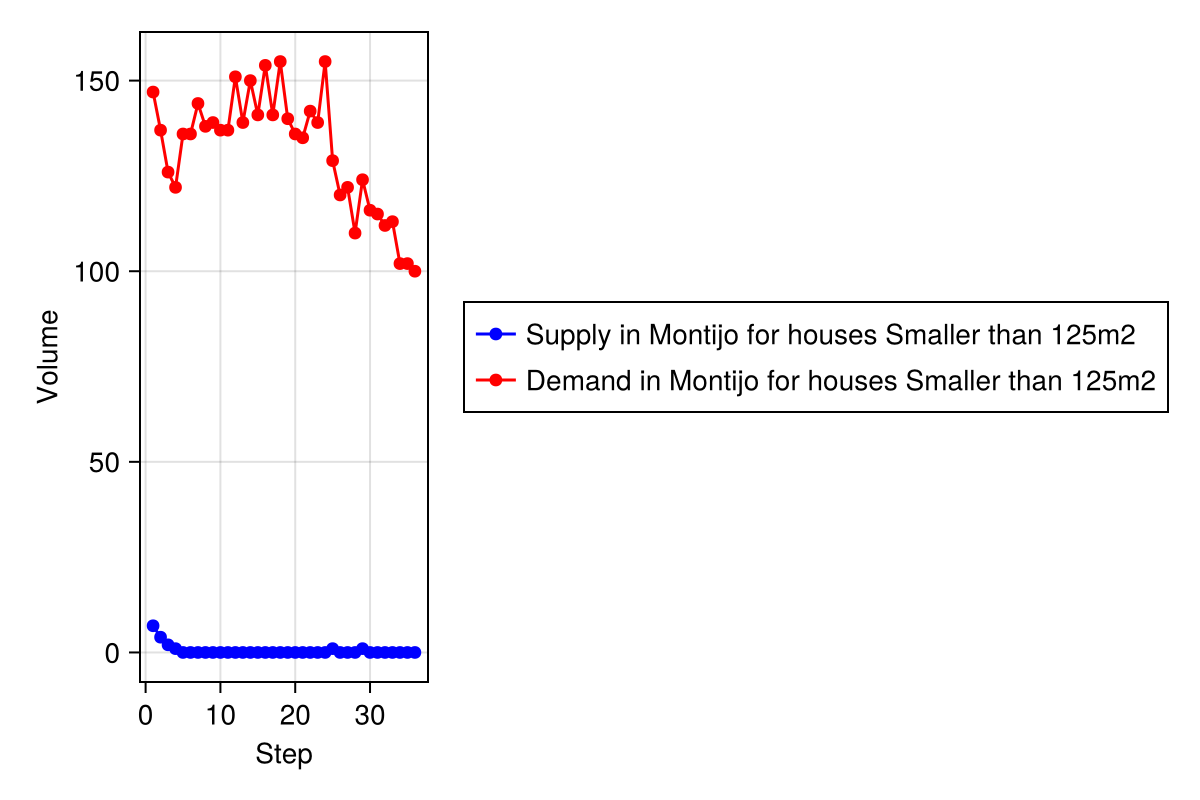 150
100
50
0
Volume
0 10 20 30
Step
Supply in Montijo for houses Smaller than 125m2
Demand in Montijo for houses Smaller than 125m2